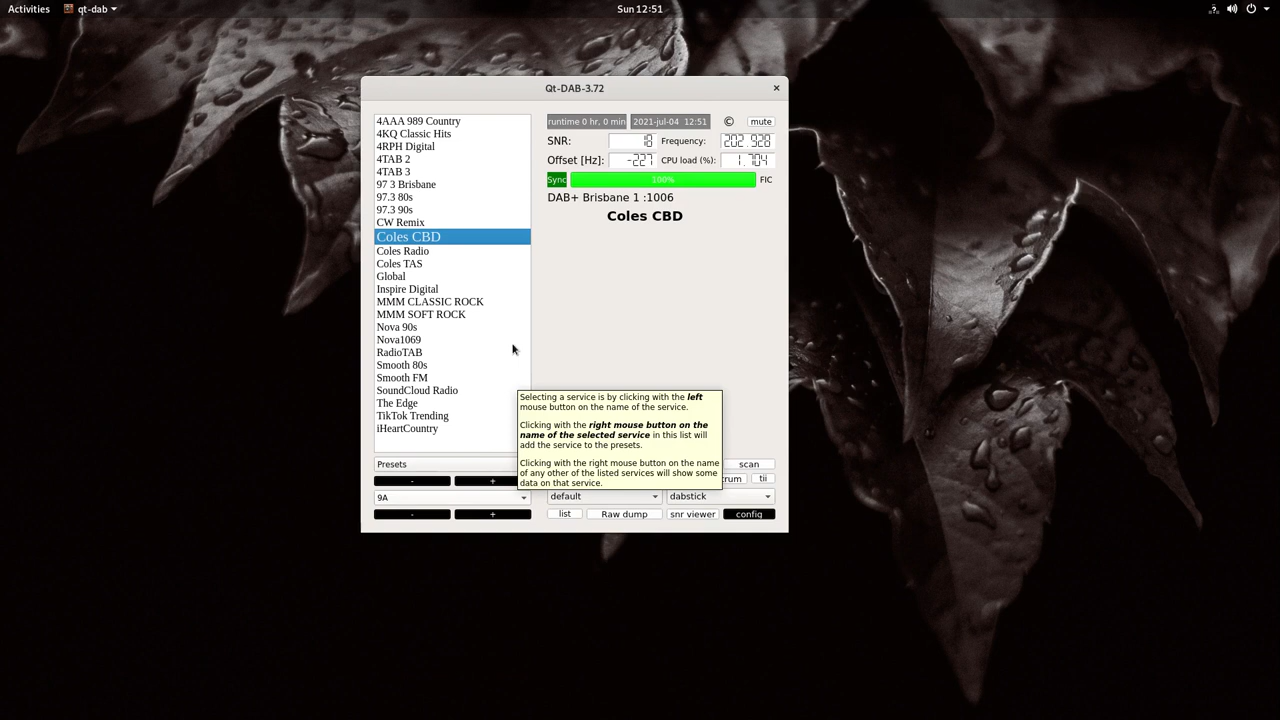 Activities
qt-dab
Sun 12:51
Qt-DAB-3.72
×
4AAA 989 Country
4KQ Classic Hits
4RPH Digital
4TAB 2
4TAB 3
97 3 Brisbane
97.3 80s
97.3 90s
CW Remix
Coles CBD
Coles Radio
Coles TAS
Global
Inspire Digital
MMM CLASSIC ROCK
MMM SOFT ROCK
Nova 90s
Nova1069
RadioTAB
Smooth 80s
Smooth FM
SoundCloud Radio
The Edge
TikTok Trending
iHeartCountry
Presets
- +
9A
- +
runtime 0 hr, 0 min 2021-jul-04 12:51 © mute
SNR: 18 Frequency: 202.928
Offset [Hz]: -227 CPU load (%): 1.704
Sync 100% FIC
DAB+ Brisbane 1 :1006
Coles CBD
Selecting a service is by clicking with the left
mouse button on the name of the service.
Clicking with the right mouse button on the
name of the selected service in this list will
add the service to the presets.
Clicking with the right mouse button on the name
of any other of the listed services will show some
data on that service.
scan
trum tii
default dabstick
list Raw dump snr viewer config